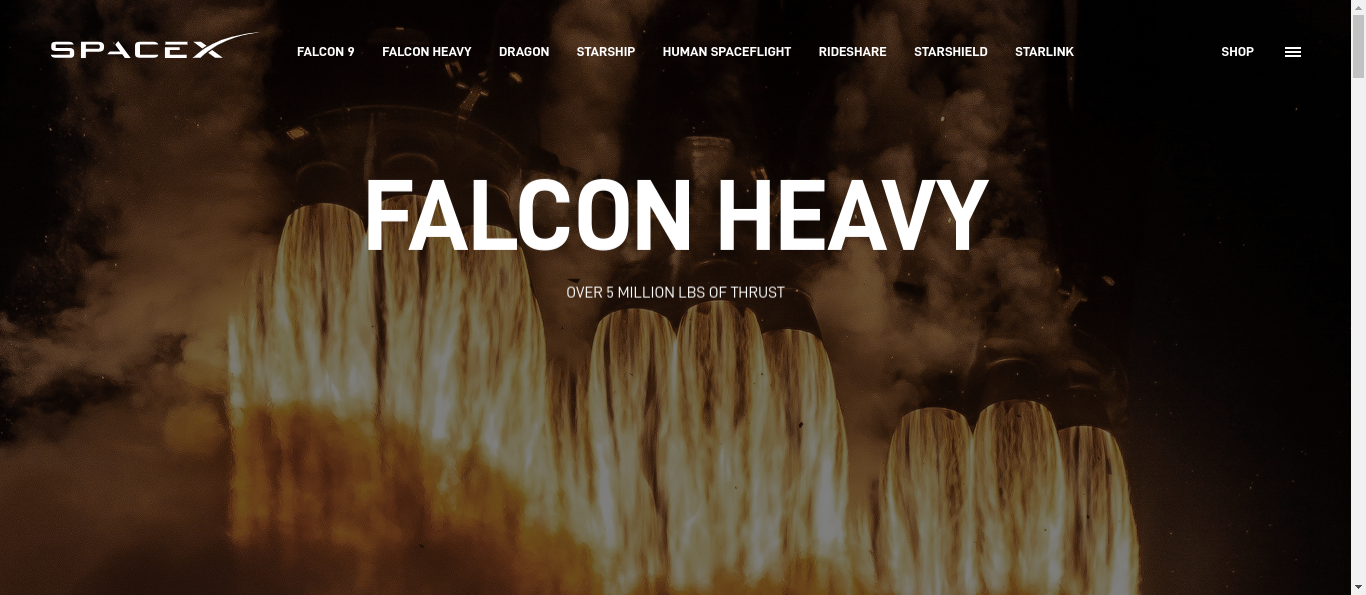 SPACEX FALCON 9 FALCON HEAVY DRAGON STARSHIP HUMAN SPACEFLIGHT RIDESHARE STARSHIELD STARLINK SHOP
FALCON HEAVY
OVER 5 MILLION LBS OF THRUST